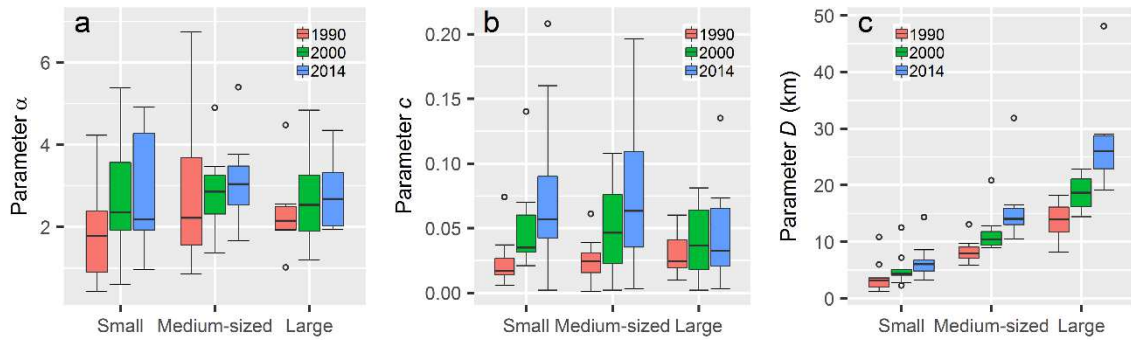 a
1990
2000
2014
6
4
2
Parameter α
Small Medium-sized Large
b
1990
2000
2014
0.20
0.15
0.10
0.05
0.00
Parameter c
Small Medium-sized Large
c
1990
2000
2014
50
40
30
20
10
0
Parameter D (km)
Small Medium-sized Large